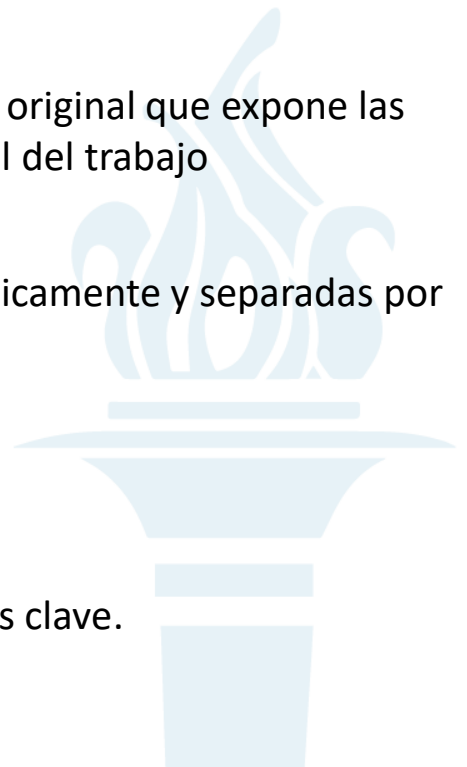 original que expone las
l del trabajo
icamente y separadas por
s clave.